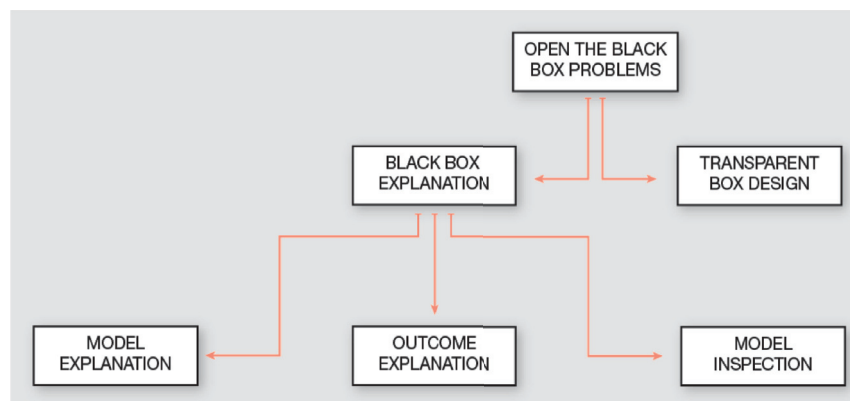 OPEN THE BLACK
BOX PROBLEMS
BLACK BOX
EXPLANATION
TRANSPARENT
BOX DESIGN
MODEL
EXPLANATION
OUTCOME
EXPLANATION
MODEL
INSPECTION